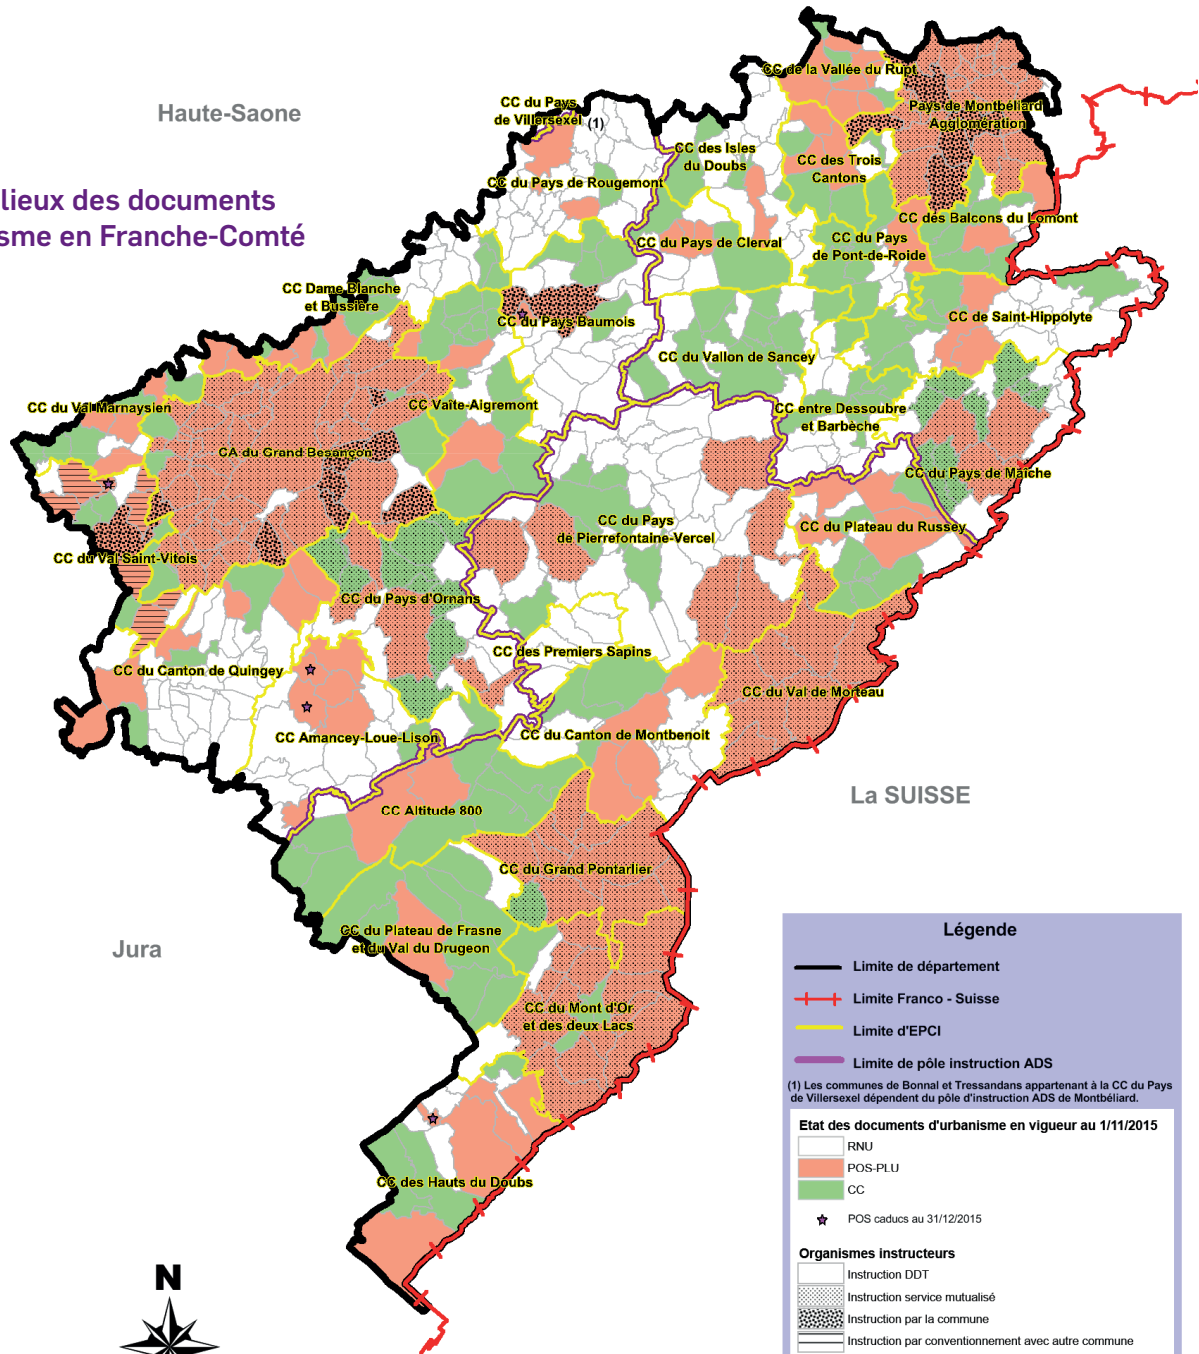 Haute-Saone
lieux des documents
isme en Franche-Comté
CC de la Vallée du Rupt
CC du Pays
de Villersexel
(1)
Pays de Montbéliard
Agglomération
CC des Isles
du Doubs
CC des Trois
Cantons
CC du Pays de Rougemont
CC des Balcons du Lomont
CC du Pays de Clerval
CC du Pays
de Pont-de-Roide
CC Dame Blanche
et Bussière
CC du Pays Baumois
CC de Saint-Hippolyte
CC du Vallon de Sancey
CC du Val Marnaysien
CC Vaîte-Aigremont
CC entre Dessoubre
et Barbèche
CA du Grand Besançon
CC du Pays de Maîche
CC du Pays
de Pierrefontaine-Vercel
CC du Plateau du Russey
CC du Val Saint-Vitois
CC du Pays d'Ornans
CC des Premiers Sapins
CC du Canton de Quingey
CC du Val de Morteau
CC Amancey-Loue-Lison
CC du Canton de Montbenoit
La SUISSE
CC Altitude 800
CC du Grand Pontarlier
Jura
CC du Plateau de Frasne
et du Val du Drugeon
CC du Mont d'Or
et des deux Lacs
CC des Hauts du Doubs
N
Légende
Limite de département
Limite Franco - Suisse
Limite d'EPCI
Limite de pôle instruction ADS
(1) Les communes de Bonnal et Tressandans appartenant à la CC du Pays
de Villersexel dépendent du pôle d'instruction ADS de Montbéliard.
Etat des documents d'urbanisme en vigueur au 1/11/2015
RNU
POS-PLU
CC
POS caducs au 31/12/2015
Organismes instructeurs
Instruction DDT
Instruction service mutualisé
Instruction par la commune
Instruction par conventionnement avec autre commune